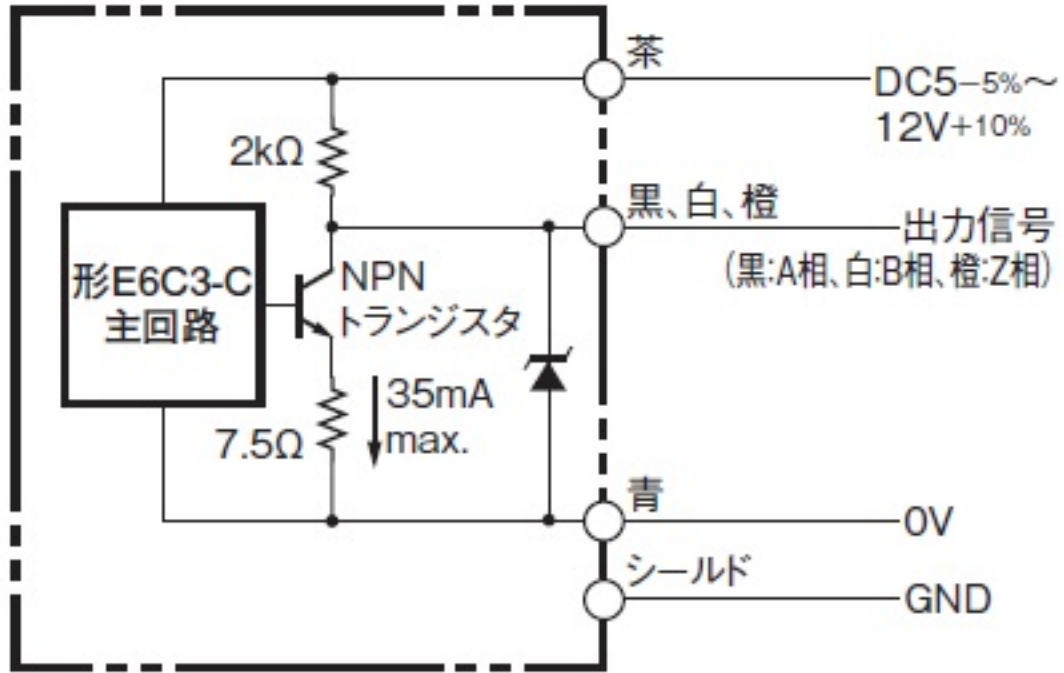 茶
DC5−5%〜
12V+10%
2kΩ
黒、白、橙
出力信号
(黒:A相、白:B相、橙:Z相)
形E6C3-C
主回路
NPN
トランジスタ
35mA
max.
7.5Ω
青
0V
シールド
GND